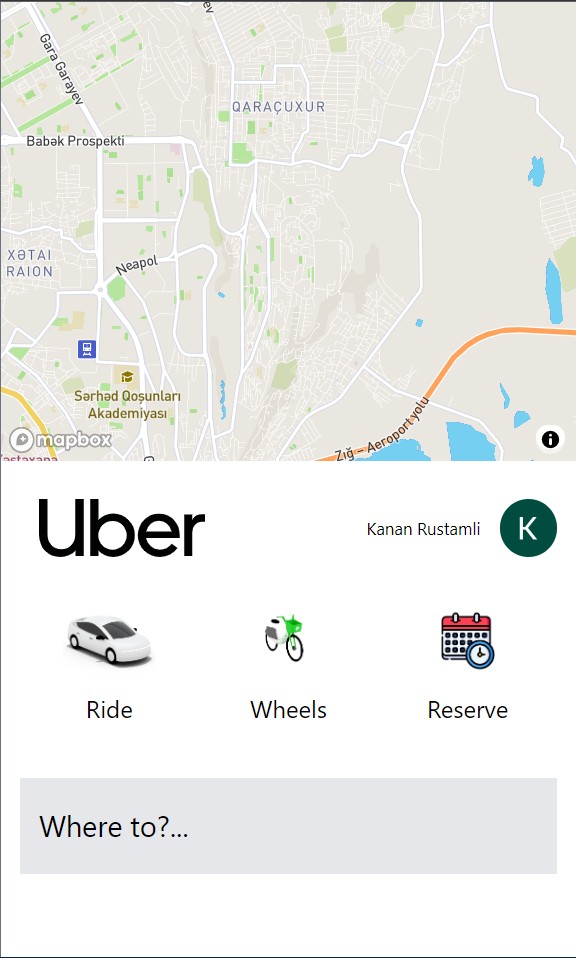 Gara Garayev
ev
QARAÇUXUR
Babək Prospekti
XƏTAI
RAION
Neapol
Sərhəd Qoşunları
Akademiyası
Zığ – Aeroport yolu
mapbox
i
Uber
Kanan Rustamli
K
Ride
Wheels
Reserve
Where to?...